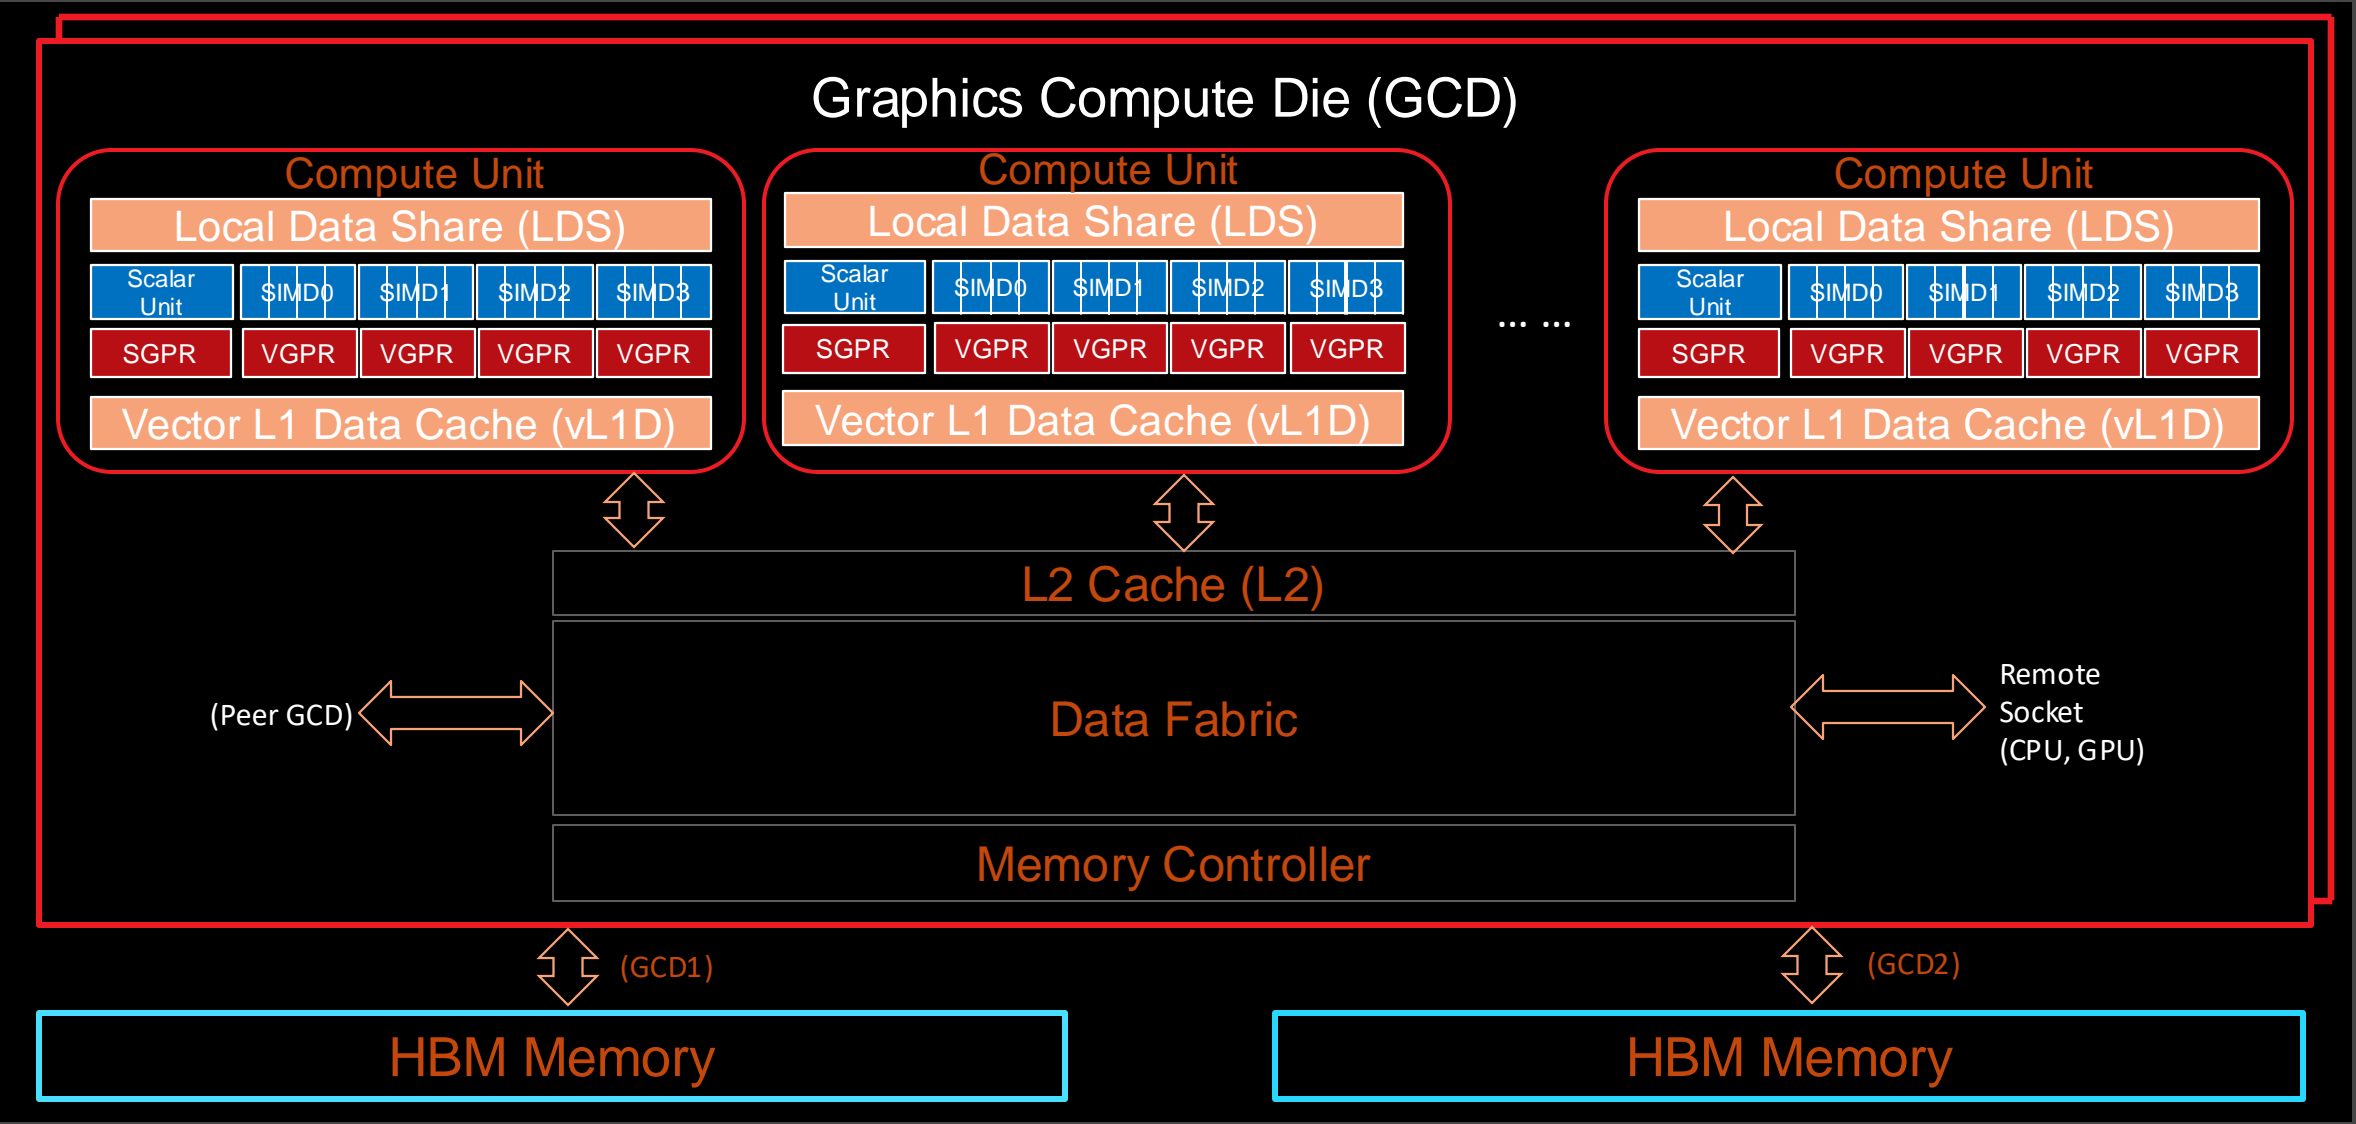 Graphics Compute Die (GCD)
Compute Unit
Local Data Share (LDS)
Scalar
Unit
SIMD0 SIMD1 SIMD2 SIMD3
SGPR VGPR VGPR VGPR VGPR
Vector L1 Data Cache (vL1D)
Compute Unit
Local Data Share (LDS)
Scalar
Unit
SIMD0 SIMD1 SIMD2 SIMD3
SGPR VGPR VGPR VGPR VGPR
Vector L1 Data Cache (vL1D)
... ...
Compute Unit
Local Data Share (LDS)
Scalar
Unit
SIMD0 SIMD1 SIMD2 SIMD3
SGPR VGPR VGPR VGPR VGPR
Vector L1 Data Cache (vL1D)
L2 Cache (L2)
(Peer GCD)
Data Fabric
Remote
Socket
(CPU, GPU)
Memory Controller
(GCD1)
(GCD2)
HBM Memory
HBM Memory